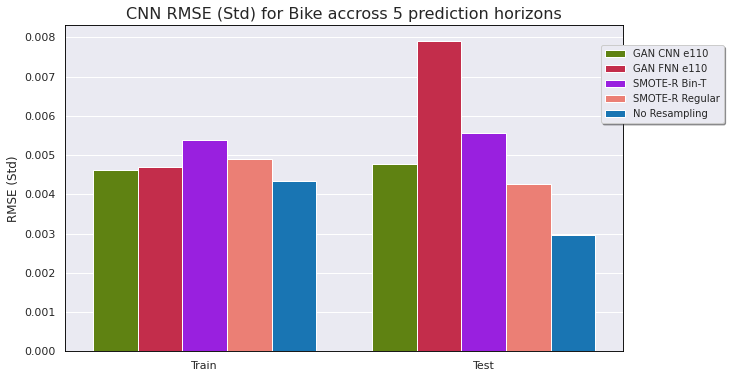 CNN RMSE (Std) for Bike accross 5 prediction horizons
0.008
0.007
0.006
0.005
0.004
0.003
0.002
0.001
0.000
RMSE (Std)
Train
Test
GAN CNN e110
GAN FNN e110
SMOTE-R Bin-T
SMOTE-R Regular
No Resampling